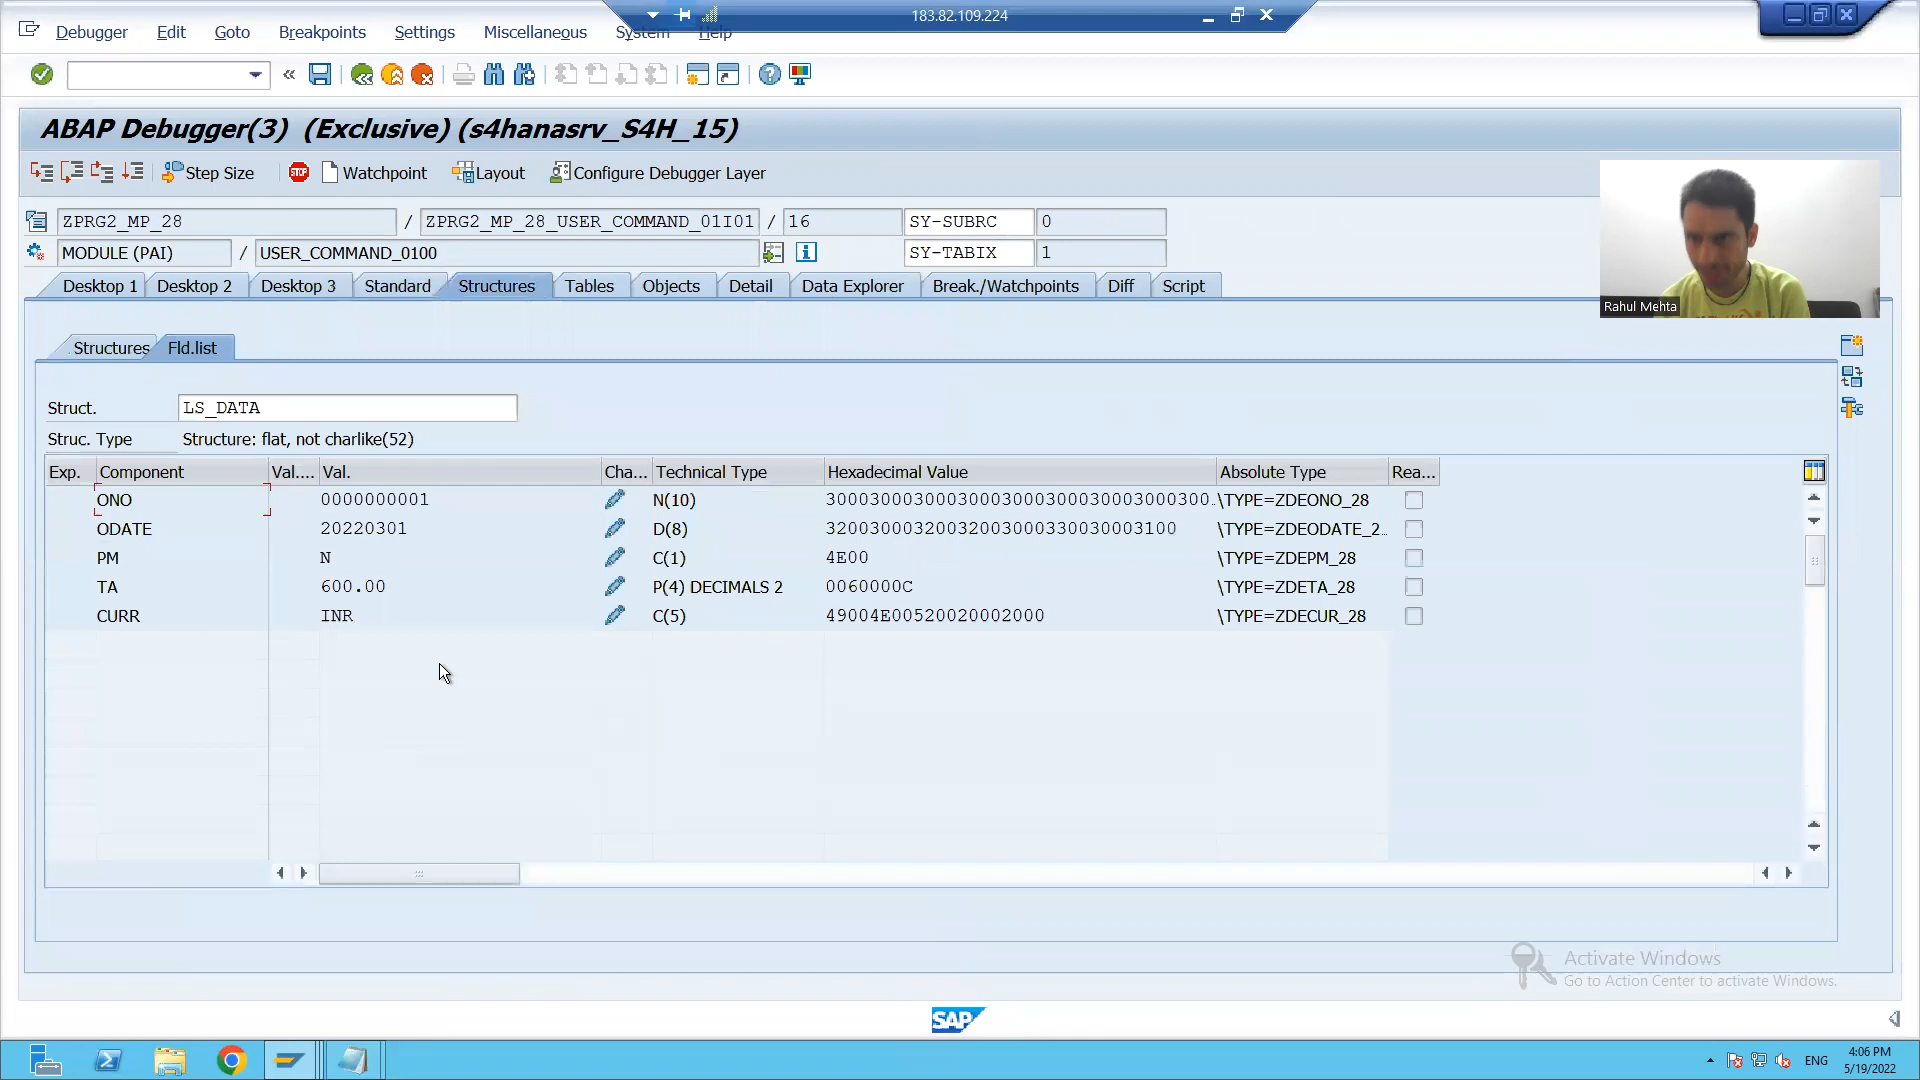 183.82.109.224
Debugger Edit Goto Breakpoints Settings Miscellaneous System Help
ABAP Debugger(3) (Exclusive) (s4hanasrv_S4H_15)
Step Size STOP Watchpoint Layout Configure Debugger Layer
ZPRG2_MP_28 / ZPRG2_MP_28_USER_COMMAND_01I01 / 16 SY-SUBRC 0
MODULE (PAI) / USER_COMMAND_0100 SY-TABIX 1
Desktop 1 Desktop 2 Desktop 3 Standard Structures Tables Objects Detail Data Explorer Break./Watchpoints Diff Script
Rahul Mehta
Structures Fld.list
Struct. LS_DATA
Struc. Type Structure: flat, not charlike(52)
Exp. Component Val.... Val. Cha... Technical Type Hexadecimal Value Absolute Type Rea...
ONO 0000000001 N(10) 300030003000300030003000300030003000300... \TYPE=ZDEONO_28
ODATE 20220301 D(8) 32003000320032003000330030003100 \TYPE=ZDEODATE_2...
PM N C(1) 4E00 \TYPE=ZDEPM_28
TA 600.00 P(4) DECIMALS 2 0060000C \TYPE=ZDETA_28
CURR INR C(5) 49004E00520020002000 \TYPE=ZDECUR_28
Activate Windows
Go to Action Center to activate Windows.
SAP
ENG 4:06 PM
5/19/2022